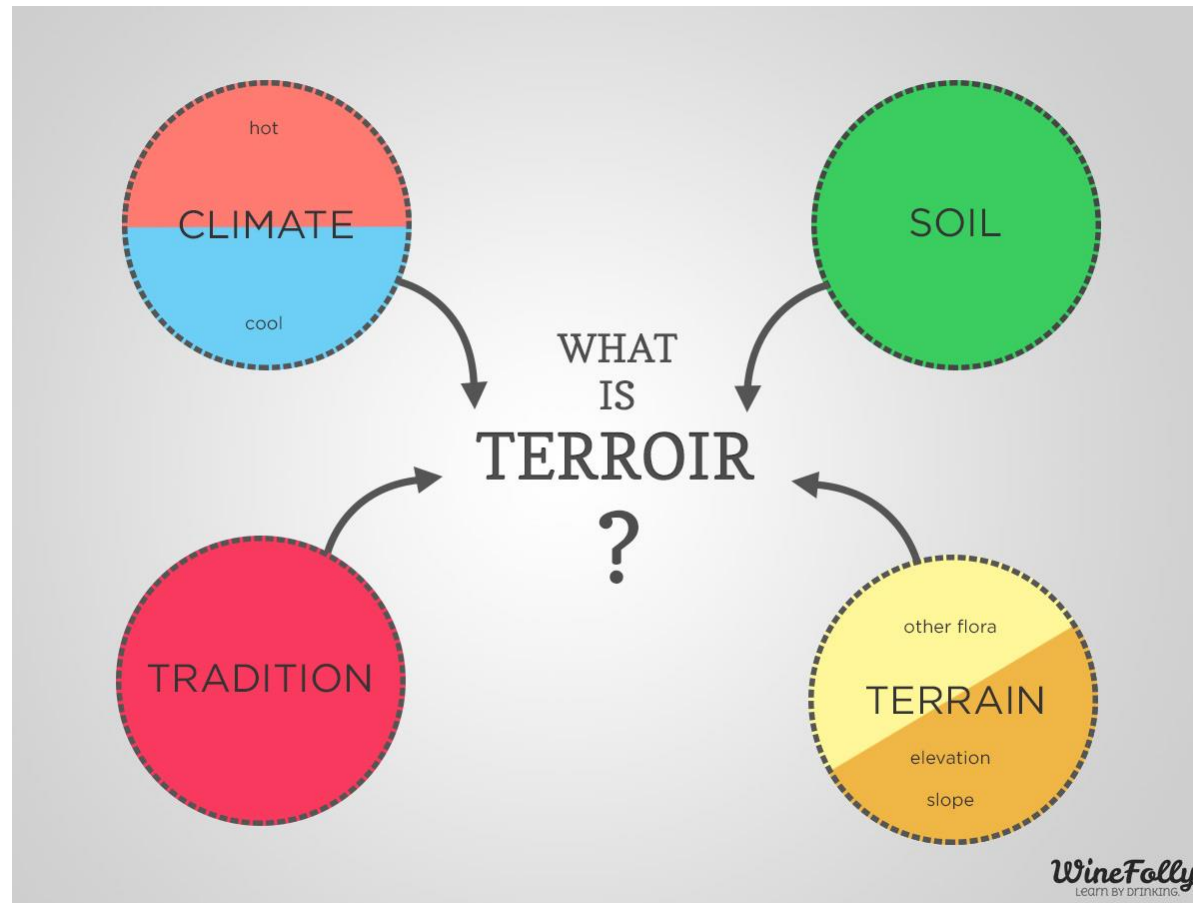 hot
CLIMATE
cool
SOIL
WHAT
IS
TERROIR
?
TRADITION
other flora
TERRAIN
elevation
slope
WineFolly
Learn by Drinking.